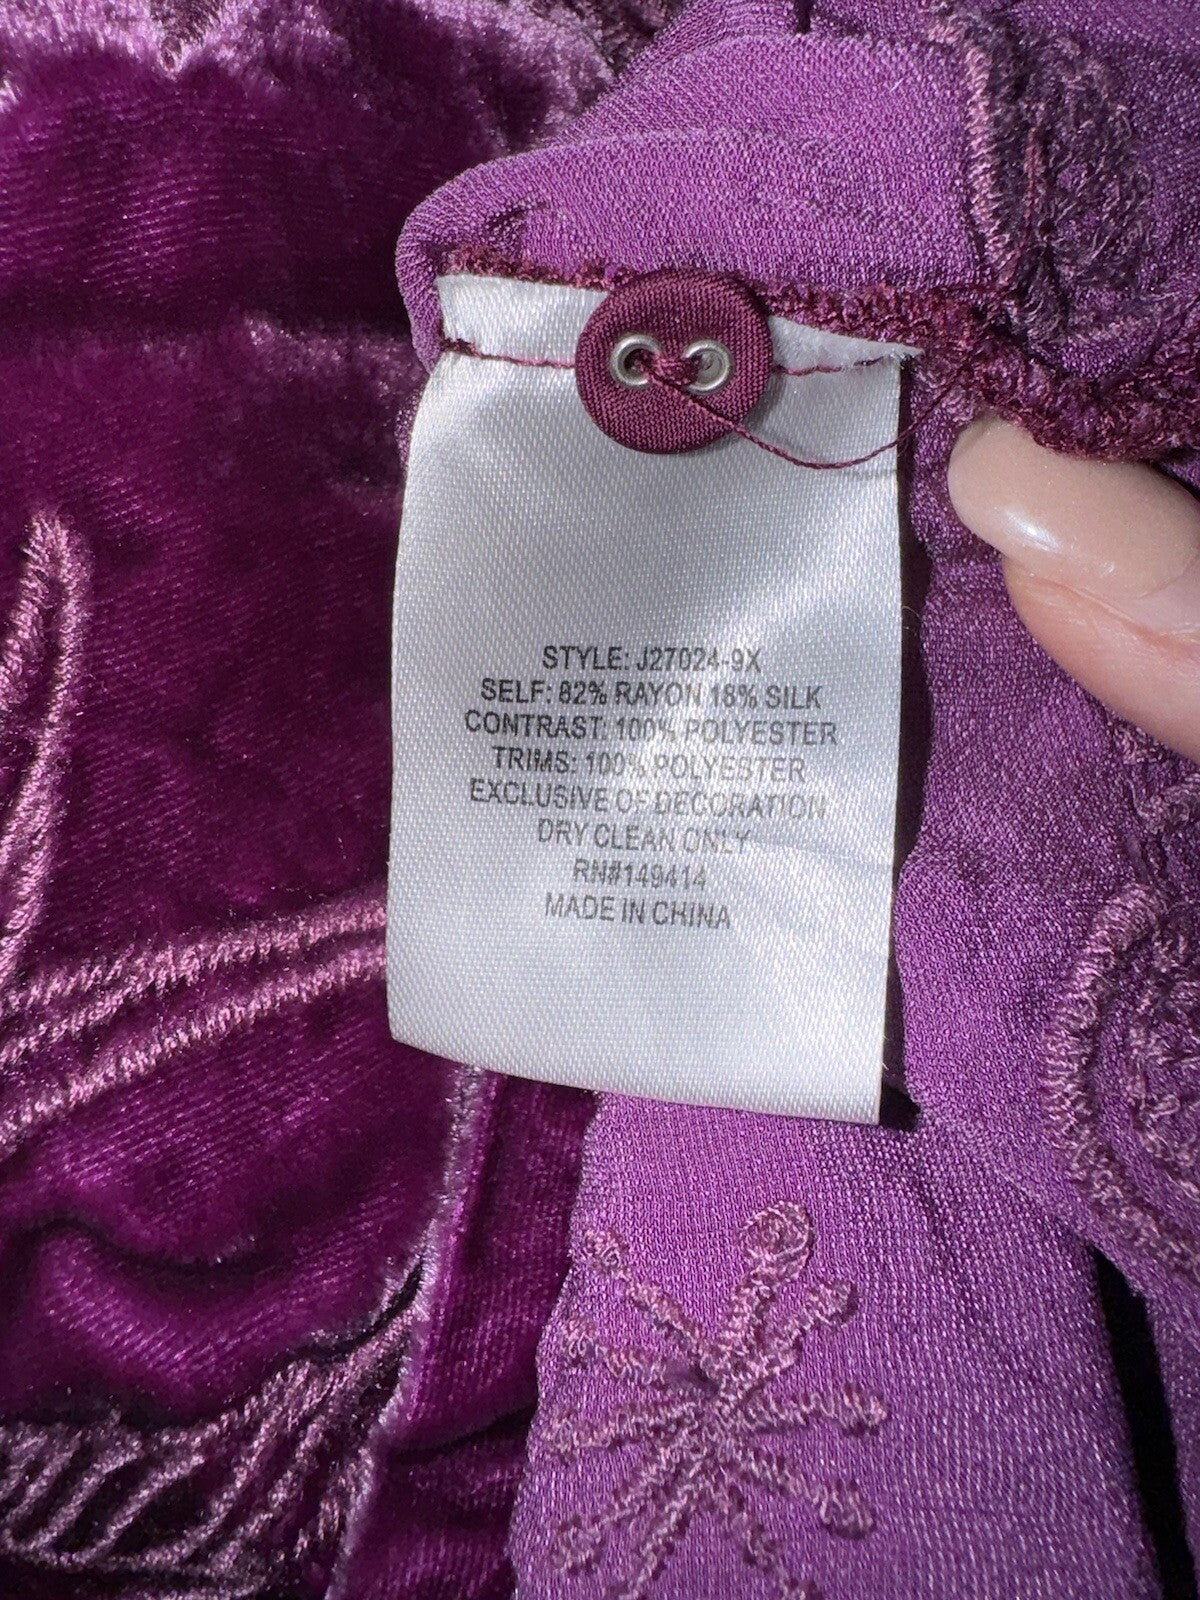 STYLE: J27024-9X
SELF: 82% RAYON 18% SILK
CONTRAST: 100% POLYESTER
TRIMS: 100% POLYESTER
EXCLUSIVE OF DECORATION
DRY CLEAN ONLY
RN#149414
MADE IN CHINA